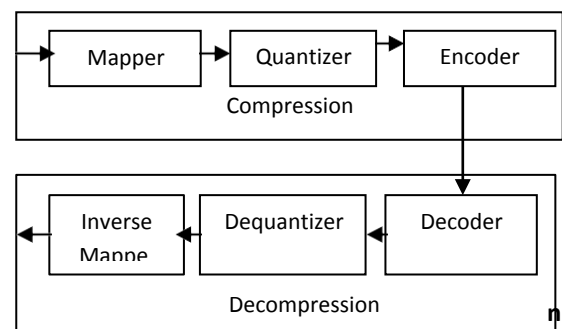 Mapper
Quantizer
Encoder
Compression
Inverse
Mappe
Dequantizer
Decoder
Decompression
n